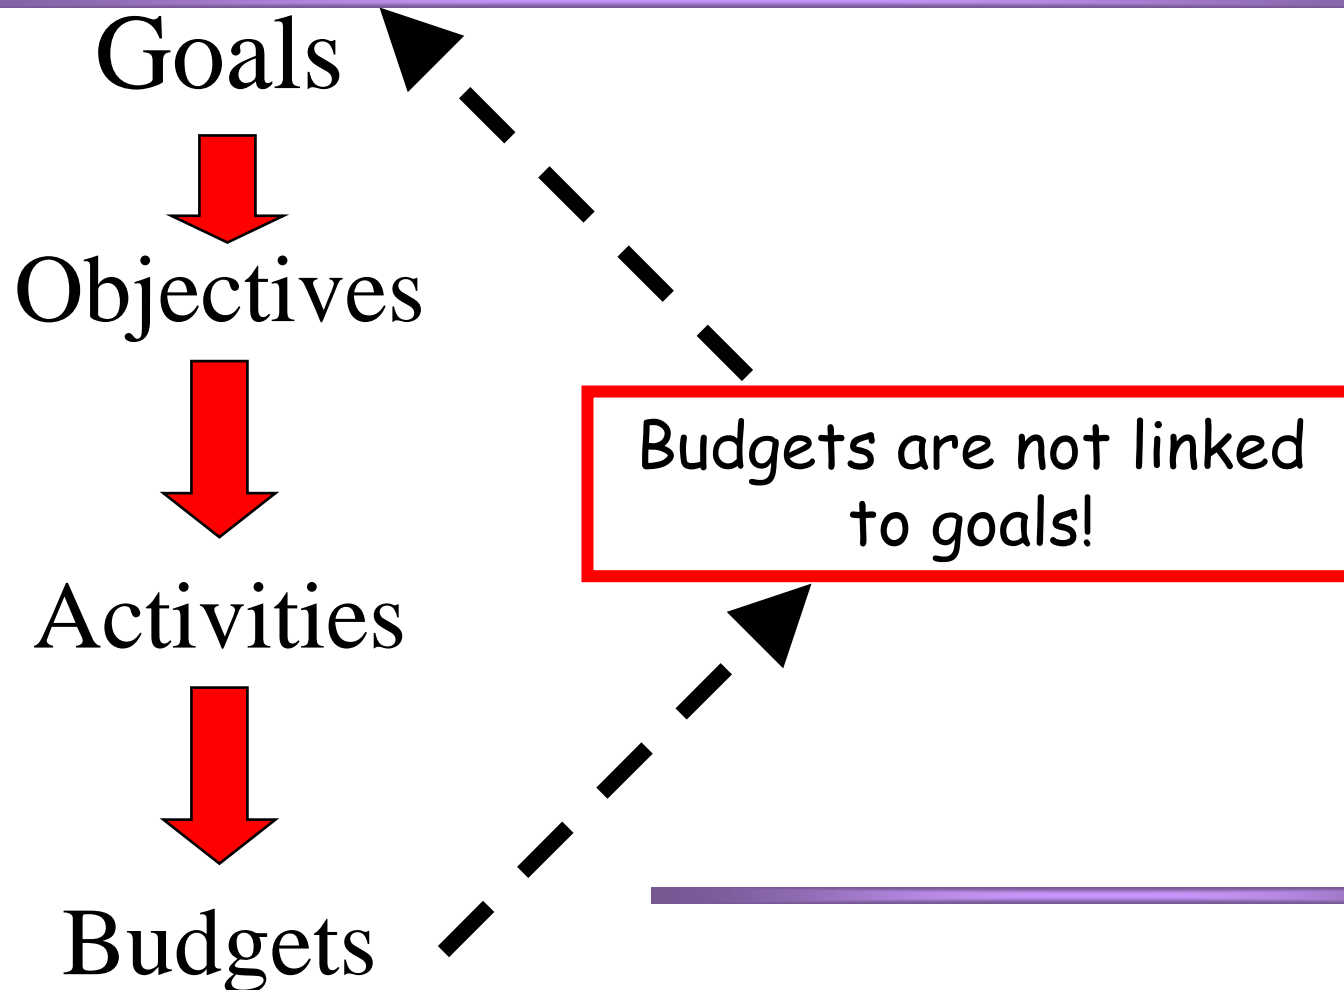 Goals
Objectives
Budgets are not linked
to goals!
Activities
Budgets